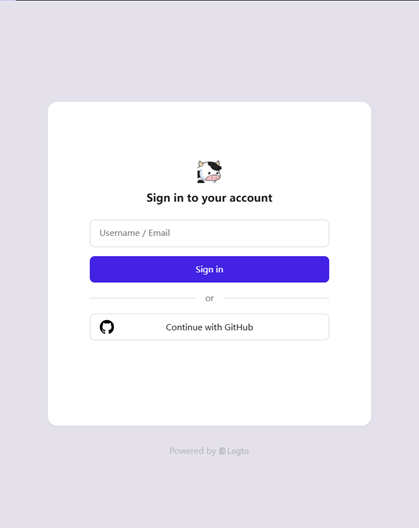 Sign in to your account
Username / Email
Sign in
or
Continue with GitHub
Powered by Logto